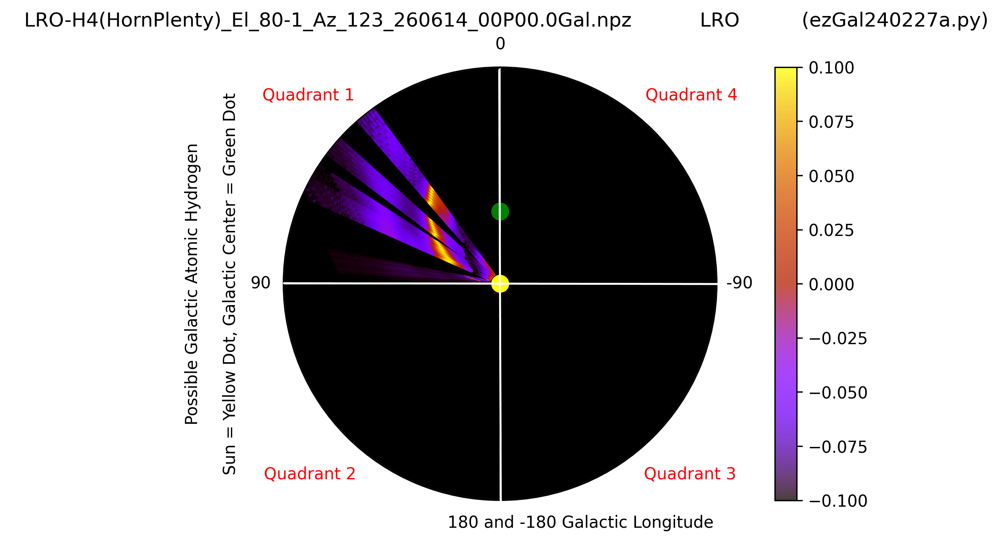 LRO-H4(HornPlenty)_El_80-1_Az_123_260614_00P00.0Gal.npz LRO (ezGal240227a.py)
0
Quadrant 1
Quadrant 4
Possible Galactic Atomic Hydrogen
Sun = Yellow Dot, Galactic Center = Green Dot
90
-90
Quadrant 2
Quadrant 3
180 and -180 Galactic Longitude
0.100
0.075
0.050
0.025
0.000
−0.025
−0.050
−0.075
−0.100